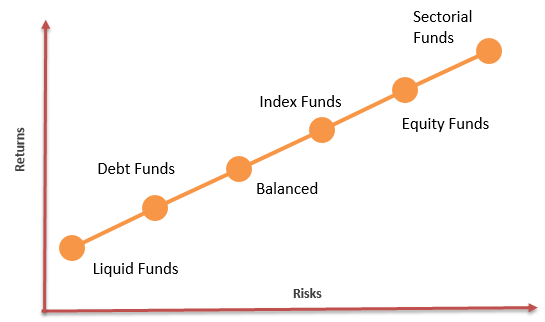 Sectorial
Funds
Index Funds
Equity Funds
Debt Funds
Balanced
Liquid Funds
Returns
Risks